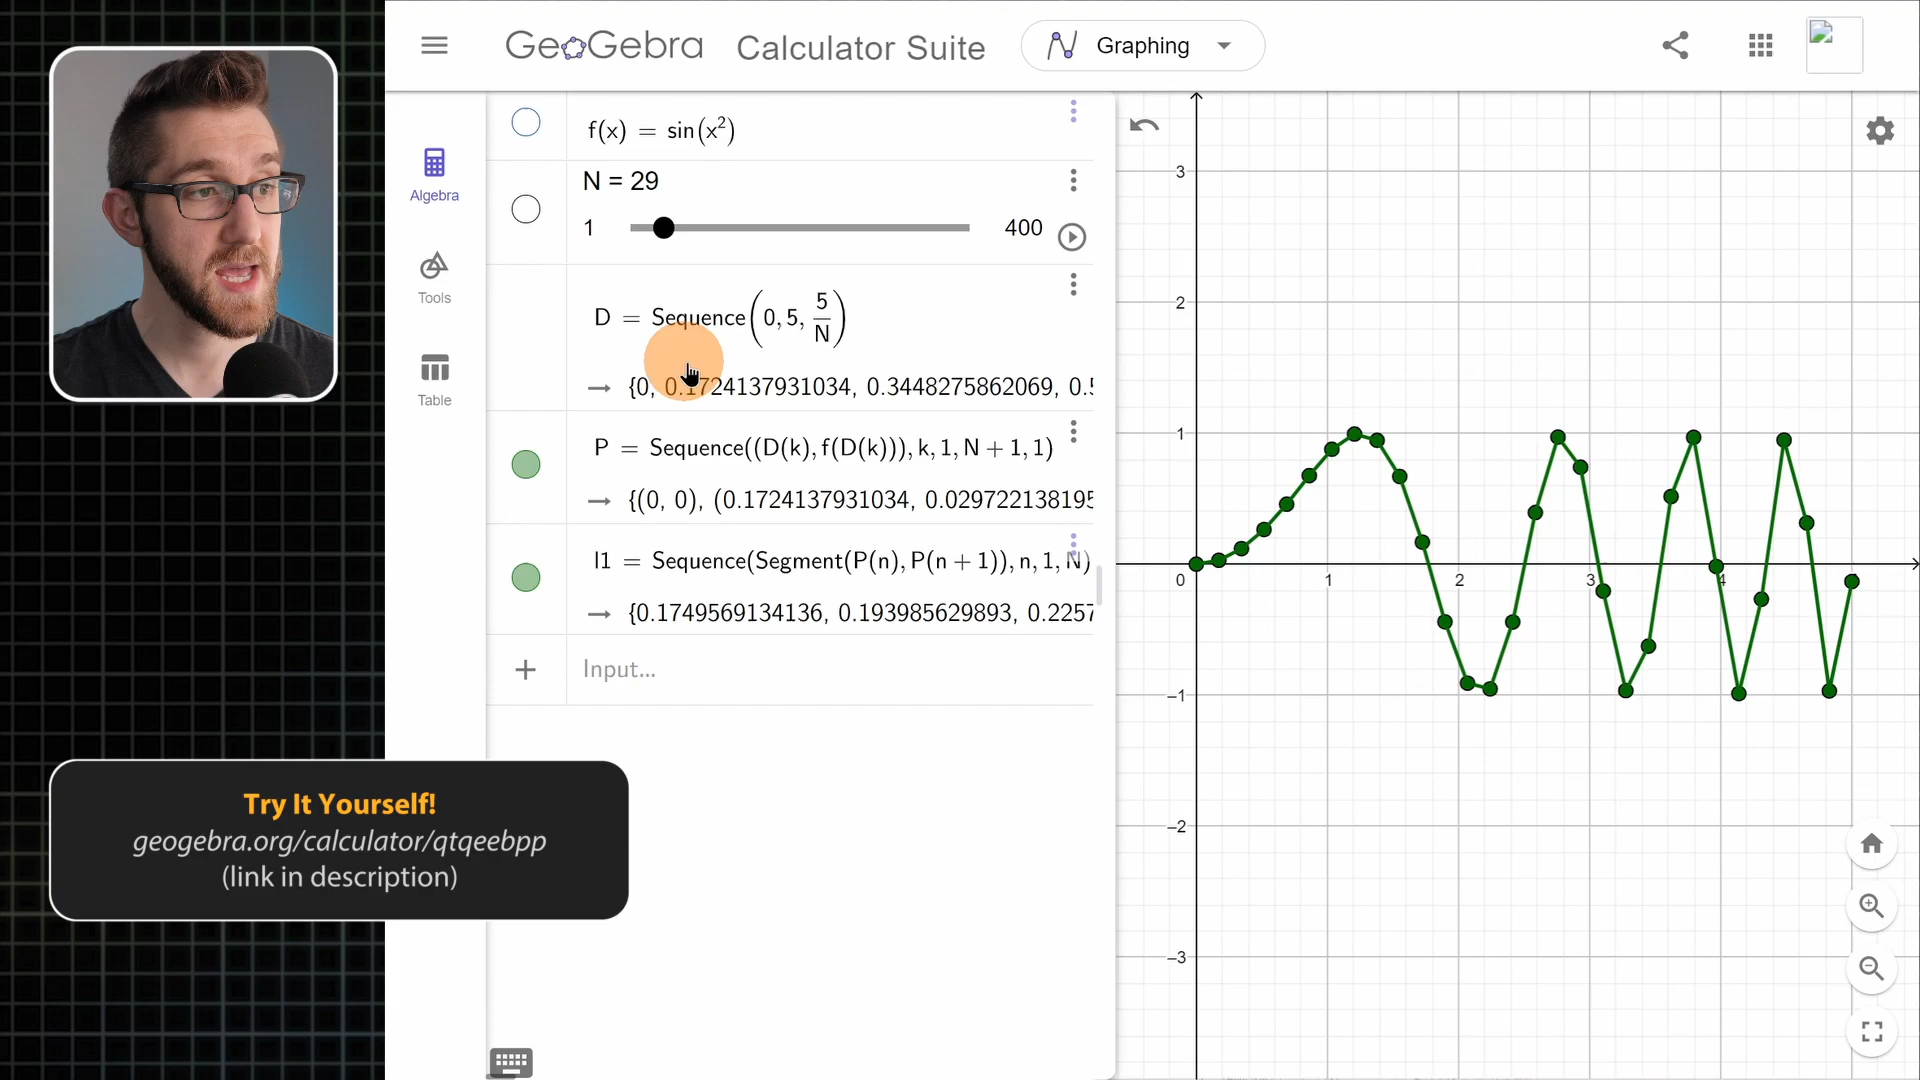 GeoGebra Calculator Suite Graphing
Algebra
Tools
Table
f(x) = sin(x²)
N = 29
1 400
D = Sequence(0, 5, 5/N)
→ {0, 0.1724137931034, 0.3448275862069, 0.5
P = Sequence((D(k), f(D(k))), k, 1, N + 1, 1)
→ {(0, 0), (0.1724137931034, 0.029722138195
l1 = Sequence(Segment(P(n), P(n + 1)), n, 1, N)
→ {0.1749569134136, 0.193985629893, 0.2257
+ Input...
3
2
1
0 1 2 3 4
–1
–2
–3
Try It Yourself!
geogebra.org/calculator/qtqeebpp
(link in description)